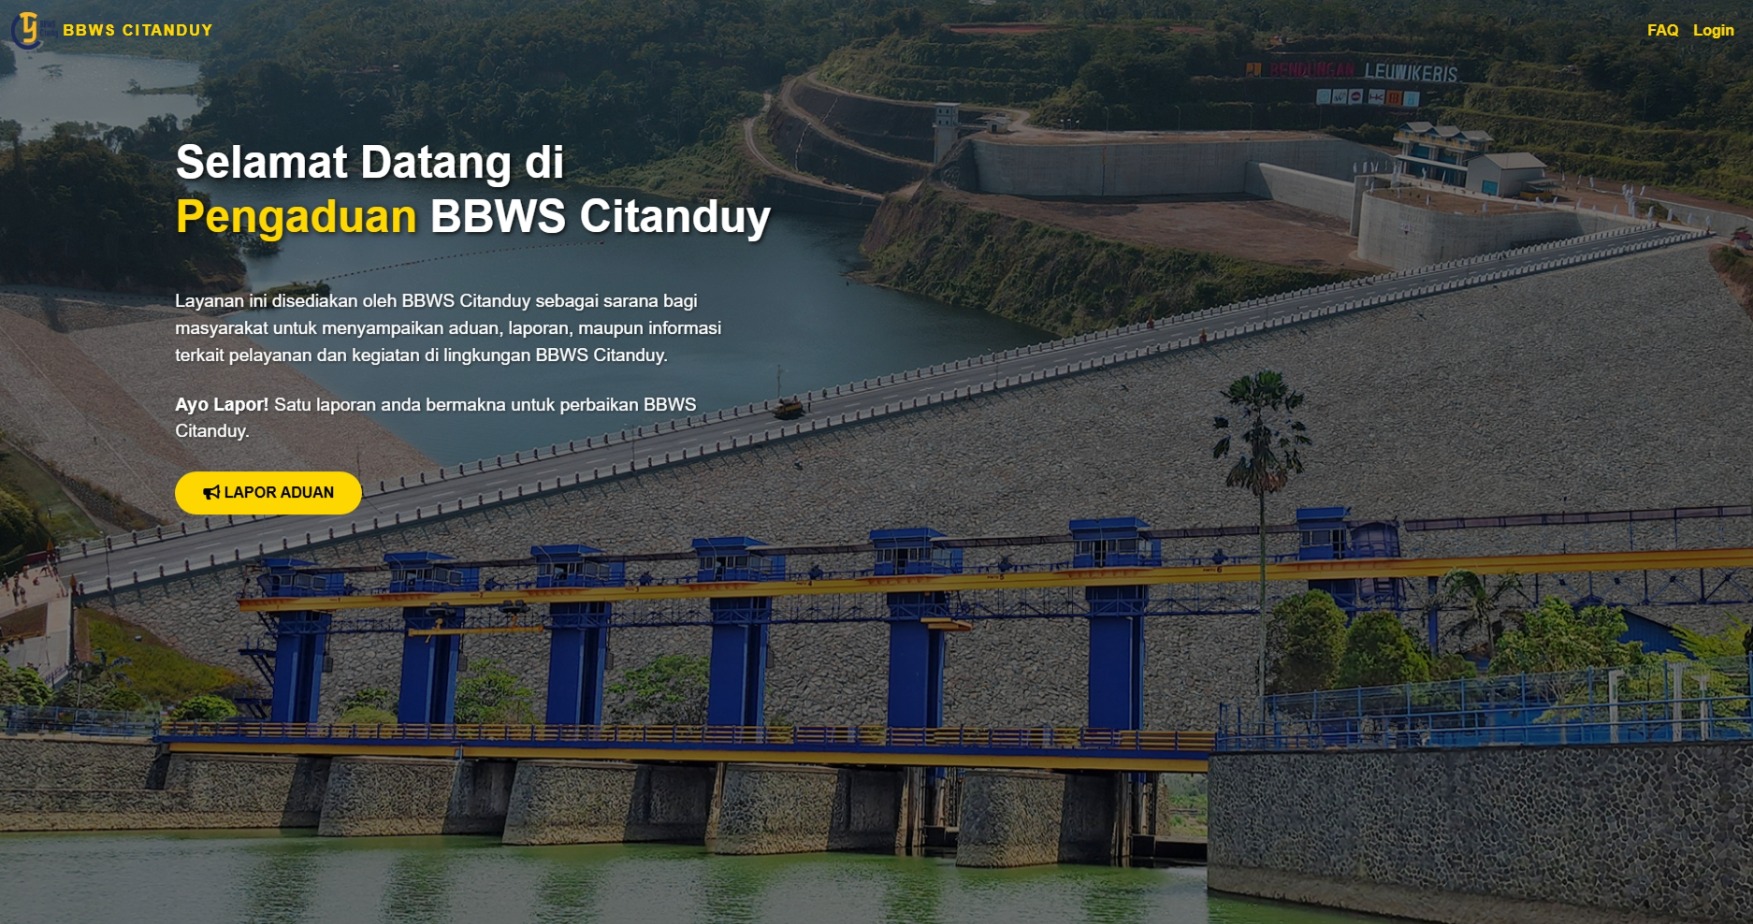 BBWS CITANDUY
FAQ Login
BENDUNGAN LEUWIKERIS
Selamat Datang di
Pengaduan BBWS Citanduy
Layanan ini disediakan oleh BBWS Citanduy sebagai sarana bagi
masyarakat untuk menyampaikan aduan, laporan, maupun informasi
terkait pelayanan dan kegiatan di lingkungan BBWS Citanduy.
Ayo Lapor! Satu laporan anda bermakna untuk perbaikan BBWS
Citanduy.
LAPOR ADUAN